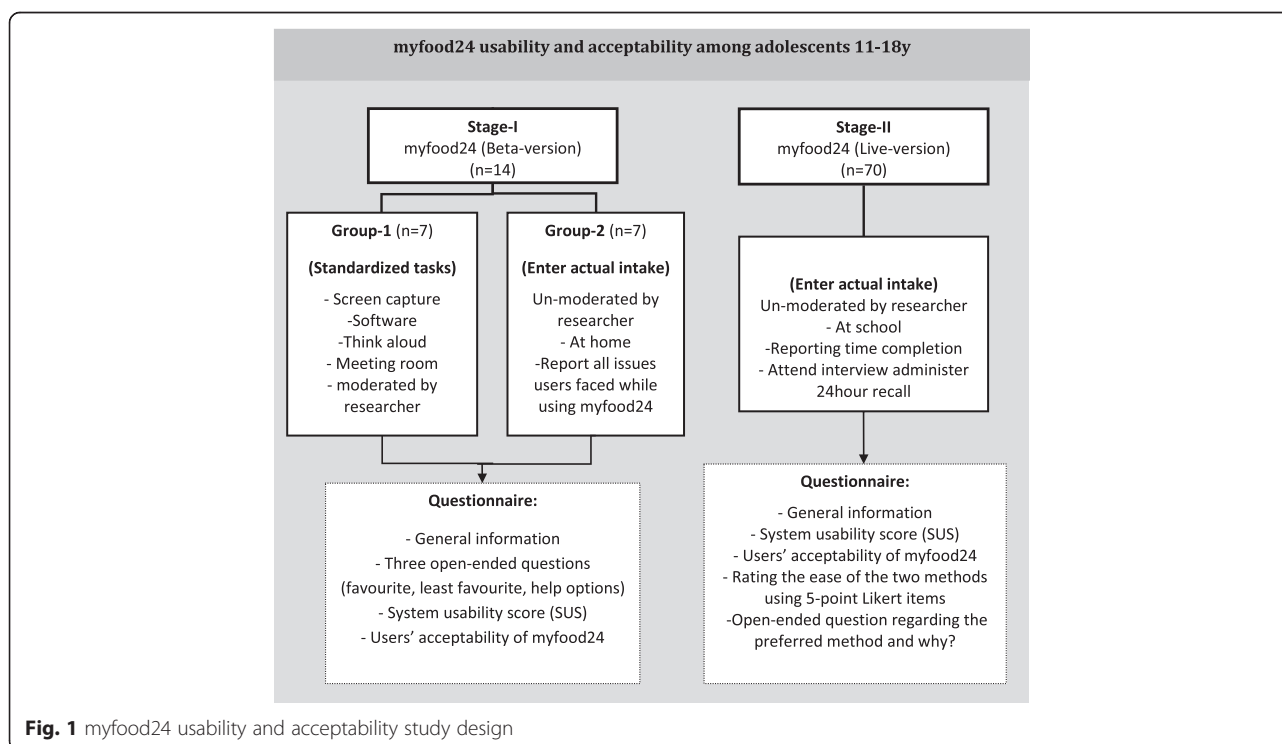 myfood24 usability and acceptability among adolescents 11-18y
Stage-I
myfood24 (Beta-version)
(n=14)
Stage-II
myfood24 (Live-version)
(n=70)
Group-1 (n=7)
(Standardized tasks)
- Screen capture
-Software
-Think aloud
- Meeting room
- moderated by
researcher
Group-2 (n=7)
(Enter actual intake)
Un-moderated by
researcher
- At home
-Report all issues
users faced while
using myfood24
(Enter actual intake)
Un-moderated by researcher
- At school
-Reporting time completion
- Attend interview administer
24hour recall
Questionnaire:
- General information
- Three open-ended questions
(favourite, least favourite, help options)
- System usability score (SUS)
- Users’ acceptability of myfood24
Questionnaire:
- General information
- System usability score (SUS)
- Users’ acceptability of myfood24
- Rating the ease of the two methods
using 5-point Likert items
-Open-ended question regarding the
preferred method and why?
Fig. 1 myfood24 usability and acceptability study design